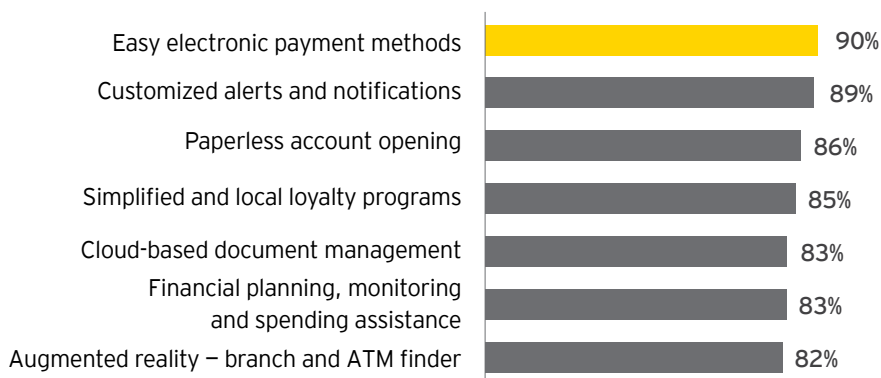 Easy electronic payment methods 90%
Customized alerts and notifications 89%
Paperless account opening 86%
Simplified and local loyalty programs 85%
Cloud-based document management 83%
Financial planning, monitoring
and spending assistance 83%
Augmented reality – branch and ATM finder 82%